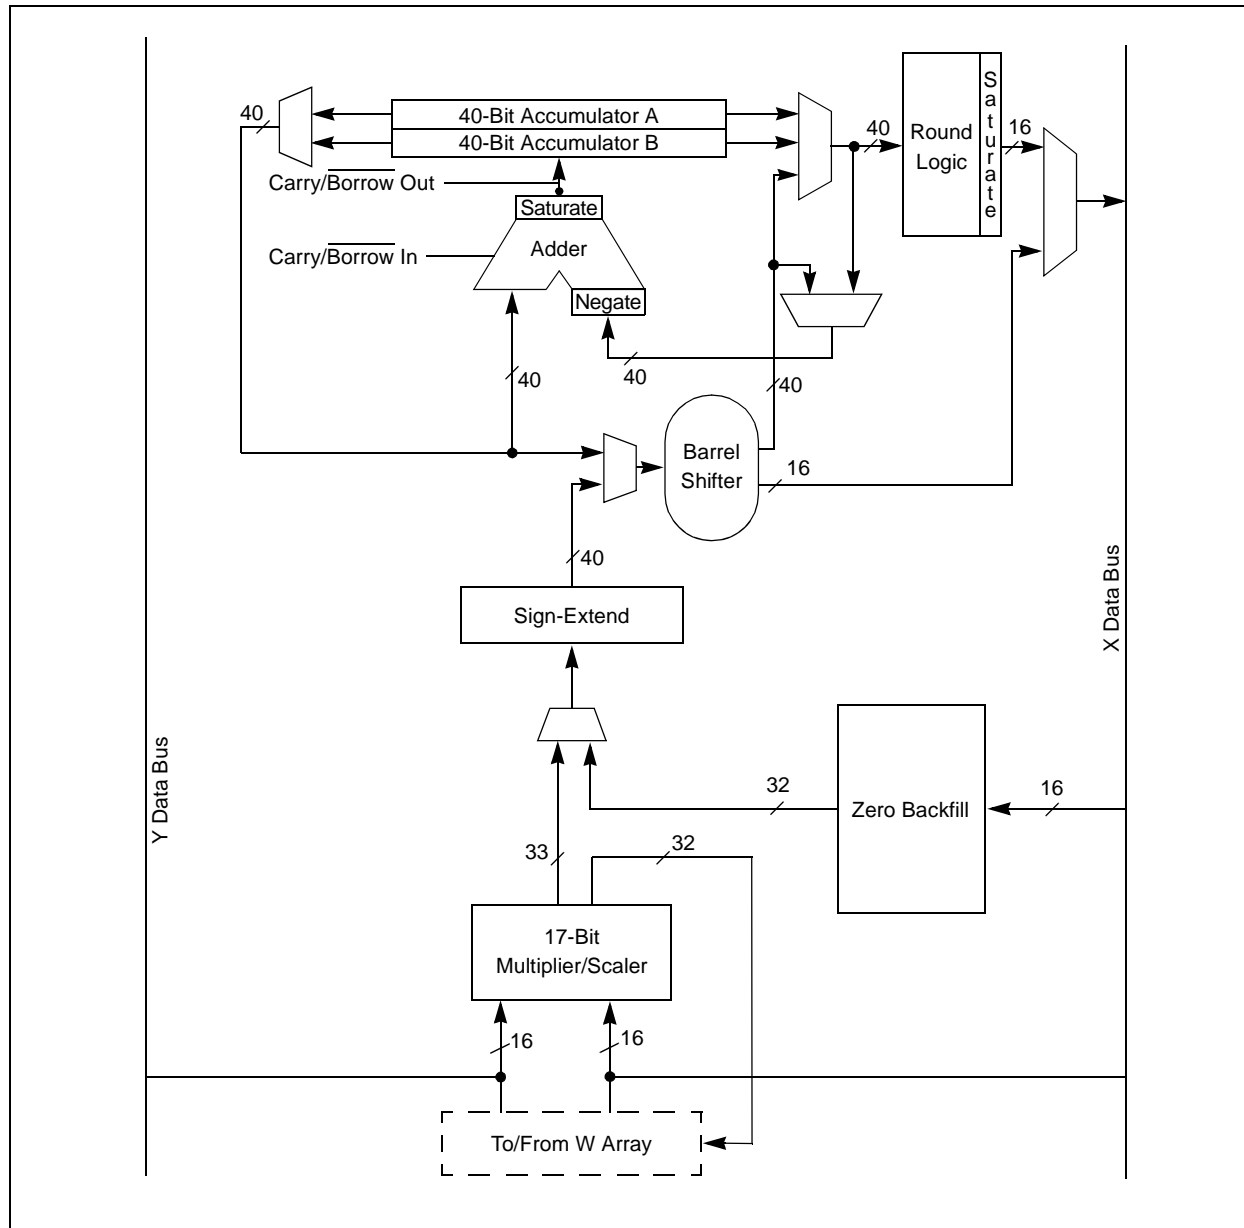 40-Bit Accumulator A
40-Bit Accumulator B
40
Carry/Borrow Out
Saturate
Carry/Borrow In
Adder
Negate
40
Round
Logic
Saturate
16
40
40
40
Barrel
Shifter
16
40
Sign-Extend
X Data Bus
Y Data Bus
32
Zero Backfill
16
33
32
17-Bit
Multiplier/Scaler
16
16
To/From W Array